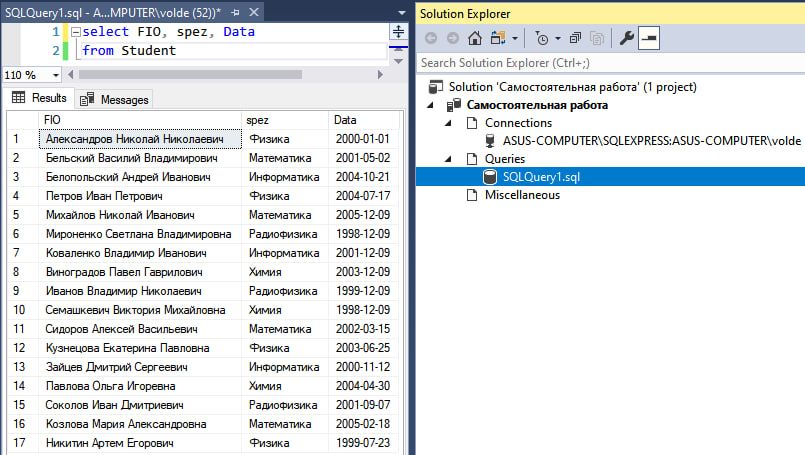 SQLQuery1.sql - A...MPUTER\volde (52))*
1 select FIO, spez, Data
2 from Student
110 %
Results Messages
FIO spez Data
1 Александров Николай Николаевич Физика 2000-01-01
2 Бельский Василий Владимирович Математика 2001-05-02
3 Белопольский Андрей Иванович Информатика 2004-10-21
4 Петров Иван Петрович Физика 2004-07-17
5 Михайлов Николай Иванович Математика 2005-12-09
6 Мироненко Светлана Владимировна Радиофизика 1998-12-09
7 Коваленко Владимир Иванович Информатика 2001-12-09
8 Виноградов Павел Гаврилович Химия 2003-12-09
9 Иванов Владимир Николаевич Радиофизика 1999-12-09
10 Семашкевич Виктория Михайловна Химия 1998-12-09
11 Сидоров Алексей Васильевич Математика 2002-03-15
12 Кузнецова Екатерина Павловна Физика 2003-06-25
13 Зайцев Дмитрий Сергеевич Информатика 2000-11-12
14 Павлова Ольга Игоревна Химия 2004-04-30
15 Соколов Иван Дмитриевич Радиофизика 2001-09-07
16 Козлова Мария Александровна Математика 2005-02-18
17 Никитин Артем Егорович Физика 1999-07-23
Solution Explorer
Search Solution Explorer (Ctrl+;)
Solution 'Самостоятельная работа' (1 project)
Самостоятельная работа
Connections
ASUS-COMPUTER\SQLEXPRESS:ASUS-COMPUTER\volde
Queries
SQLQuery1.sql
Miscellaneous